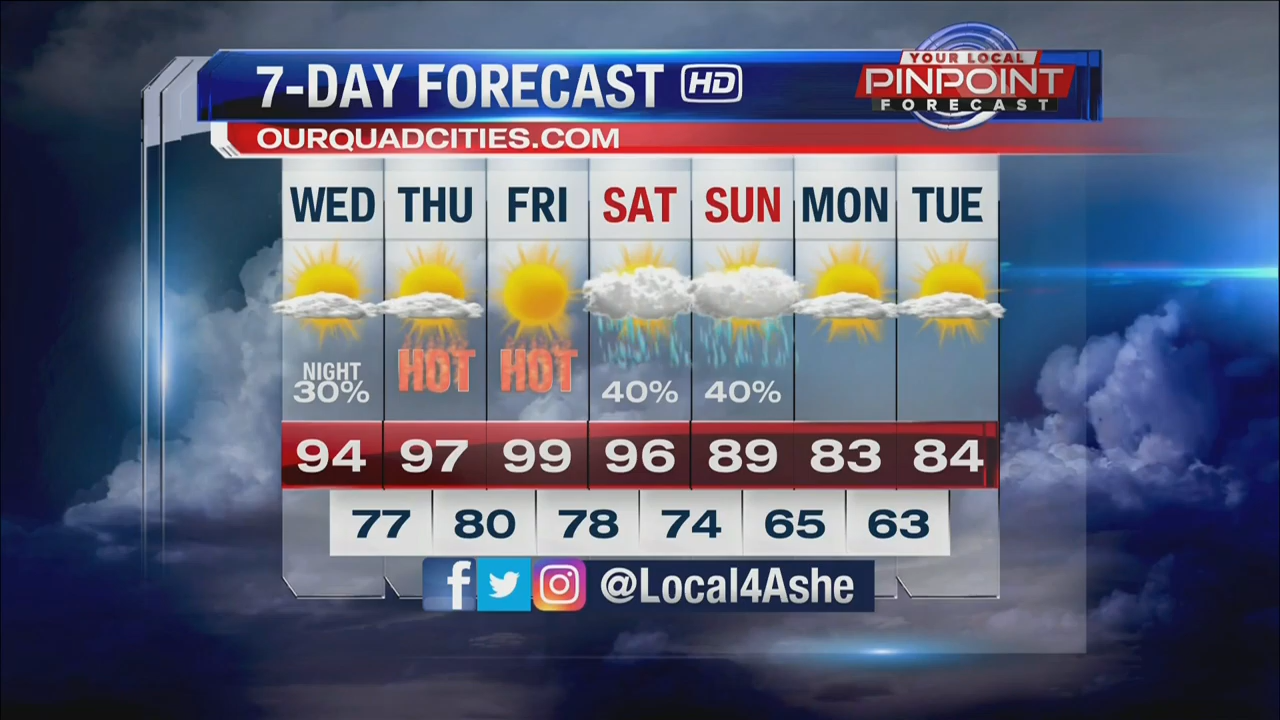 7-DAY FORECAST HD
YOUR LOCAL
PINPOINT
FORECAST
OURQUADCITIES.COM
WED THU FRI SAT SUN MON TUE
NIGHT
30% HOT HOT 40% 40%
94 97 99 96 89 83 84
77 80 78 74 65 63
@Local4Ashe